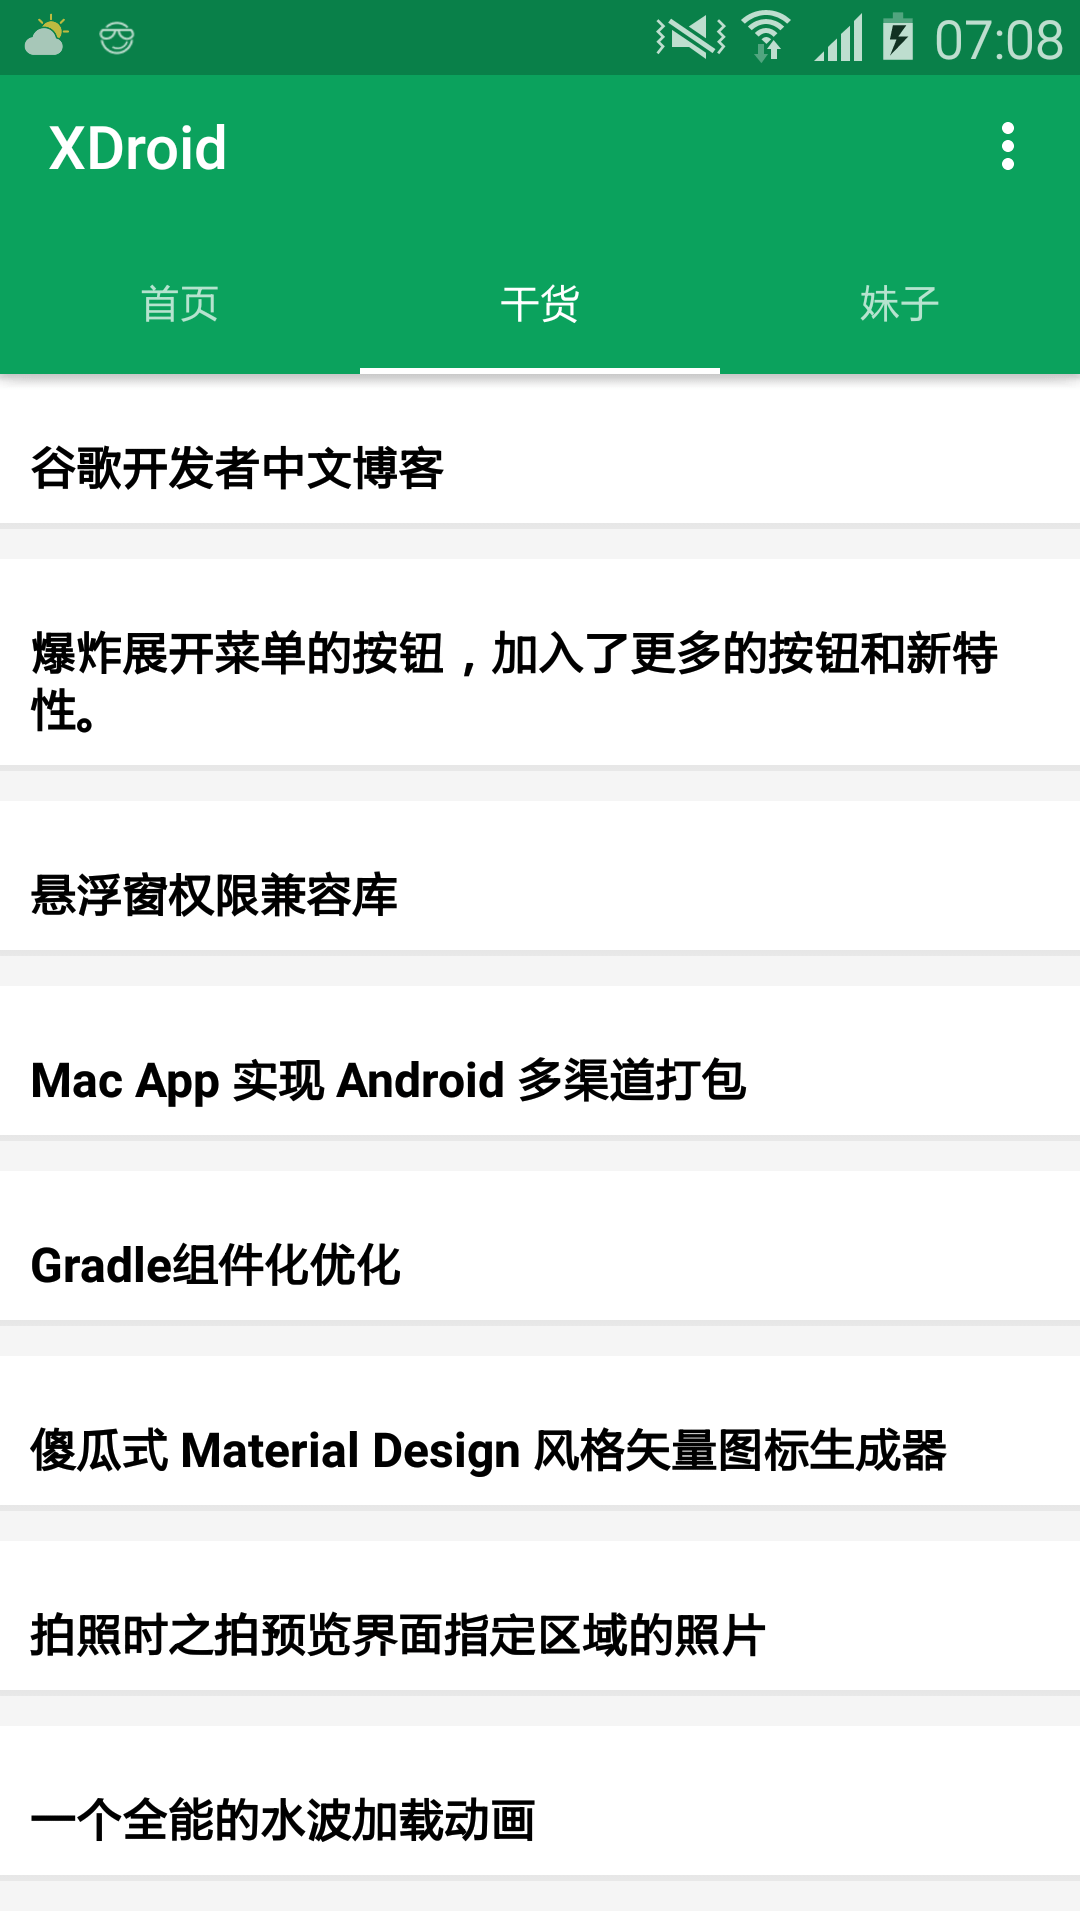 07:08
XDroid
首页
干货
妹子
谷歌开发者中文博客
爆炸展开菜单的按钮，加入了更多的按钮和新特
性。
悬浮窗权限兼容库
Mac App 实现 Android 多渠道打包
Gradle组件化优化
傻瓜式 Material Design 风格矢量图标生成器
拍照时之拍预览界面指定区域的照片
一个全能的水波加载动画